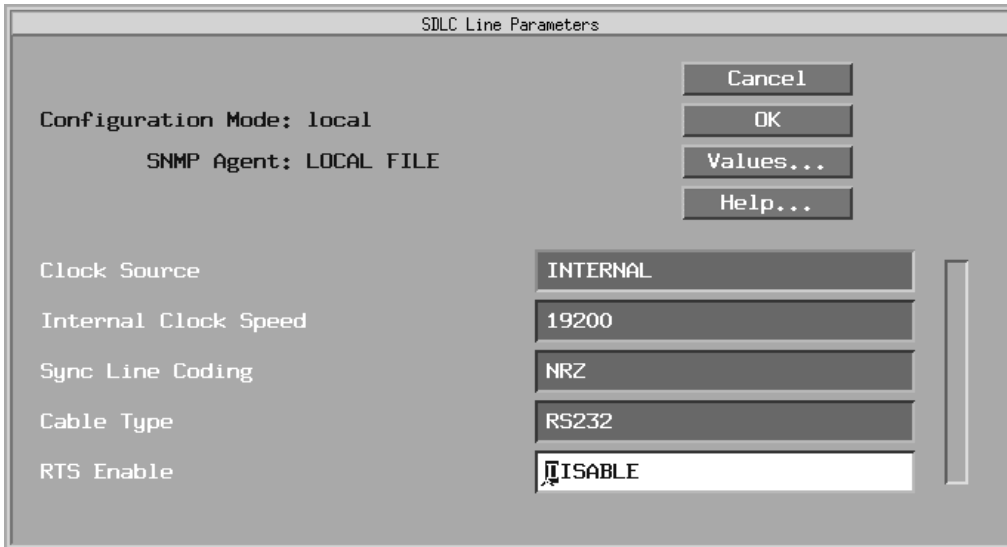 SDLC Line Parameters
Cancel
Configuration Mode: local
OK
SNMP Agent: LOCAL FILE
Values...
Help...
Clock Source INTERNAL
Internal Clock Speed 19200
Sync Line Coding NRZ
Cable Type RS232
RTS Enable DISABLE